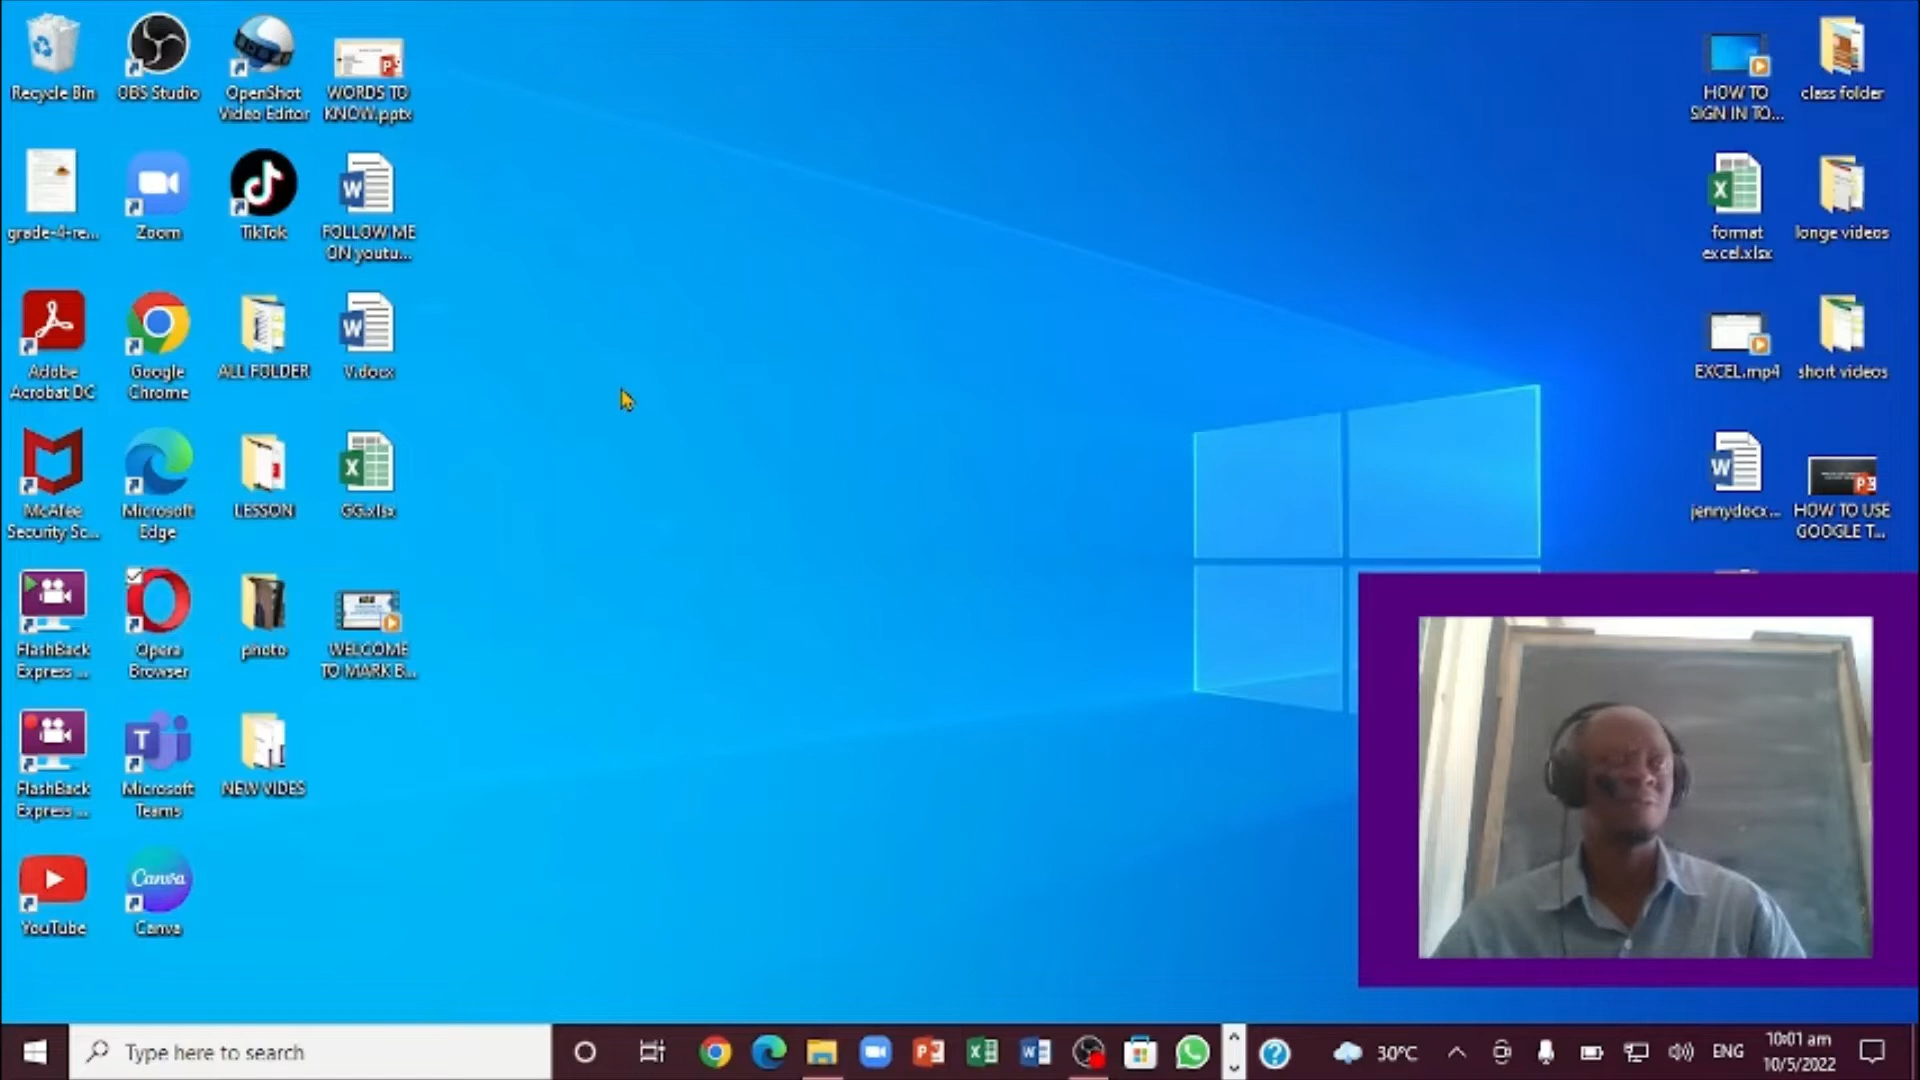 Recycle Bin
OBS Studio
OpenShot
Video Editor
WORDS TO
KNOW.pptx
HOW TO
SIGN IN TO...
class folder
grade-4-re...
Zoom
TikTok
FOLLOW ME
ON youtu...
format
excel.xlsx
longe videos
Adobe
Acrobat DC
Google
Chrome
ALL FOLDER
V.docx
EXCEL.mp4
short videos
McAfee
Security Sc...
Microsoft
Edge
LESSON
GG.xlsx
jennydocx...
HOW TO USE
GOOGLE T...
FlashBack
Express ...
Opera
Browser
photo
WELCOME
TO MARK B...
FlashBack
Express ...
Microsoft
Teams
NEW VIDES
YouTube
Canva
Canva
Type here to search
30°C
ENG
10:01 am
10/5/2022